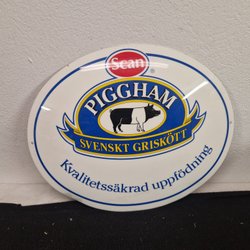 Scan
®
PIGGHAM
SVENSKT GRISKÖTT
Kvalitetssäkrad uppfödning